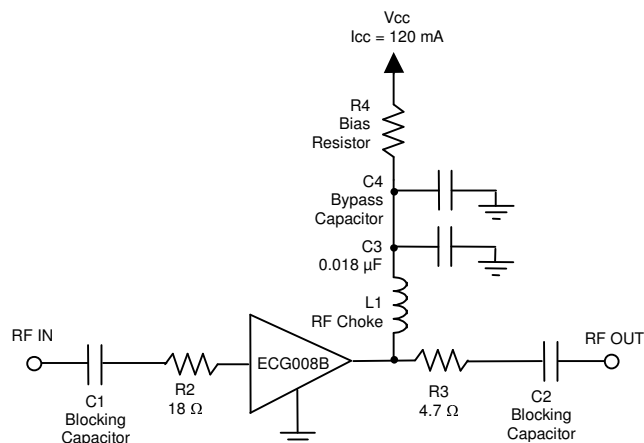 Vcc
Icc = 120 mA
R4
Bias
Resistor
C4
Bypass
Capacitor
C3
0.018 µF
L1
RF Choke
RF IN
ECG008B
RF OUT
C1
Blocking
Capacitor
R2
18 Ω
R3
4.7 Ω
C2
Blocking
Capacitor